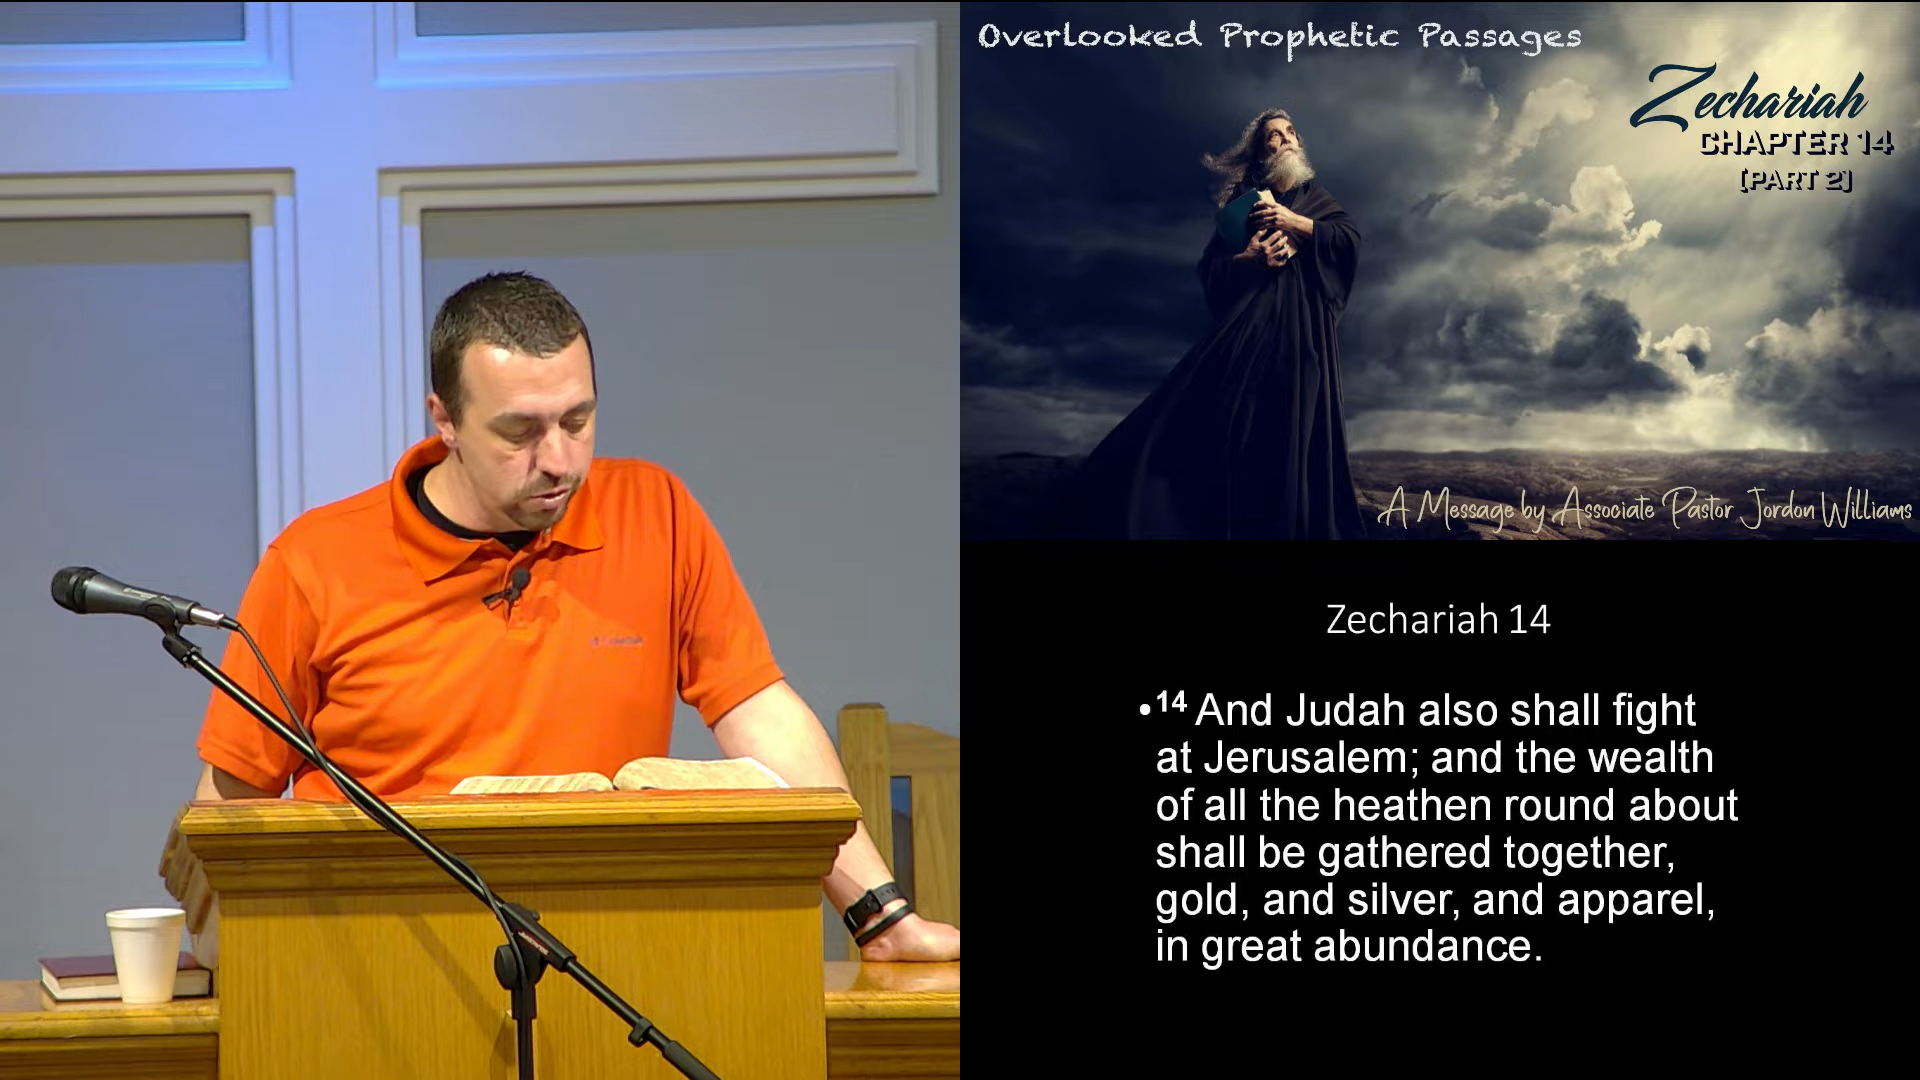 Overlooked Prophetic Passages
Zechariah
CHAPTER 14
(PART 2)
A Message by Associate Pastor Jordon Williams
Zechariah 14
•14 And Judah also shall fight
at Jerusalem; and the wealth
of all the heathen round about
shall be gathered together,
gold, and silver, and apparel,
in great abundance.